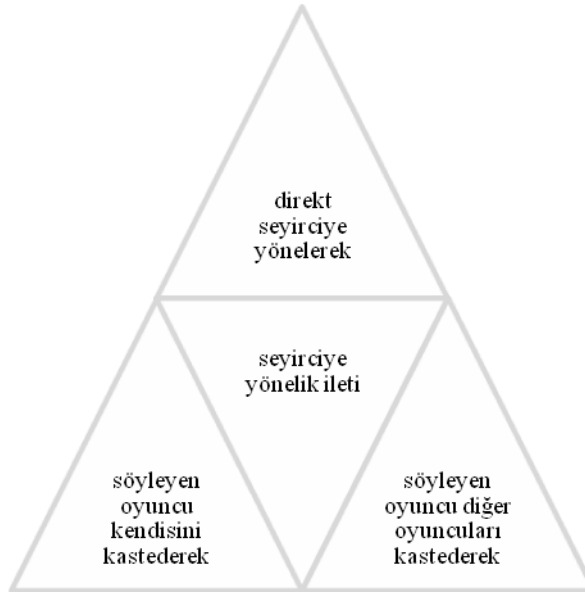 direkt
seyirciye
yönelerek
seyirciye
yönelik ileti
söyleyen
oyuncu
kendisini
kastederek
söyleyen
oyuncu diğer
oyuncuları
kastederek